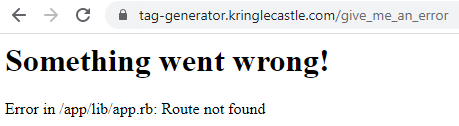 tag-generator.kringlecastle.com/give_me_an_error
Something went wrong!
Error in /app/lib/app.rb: Route not found